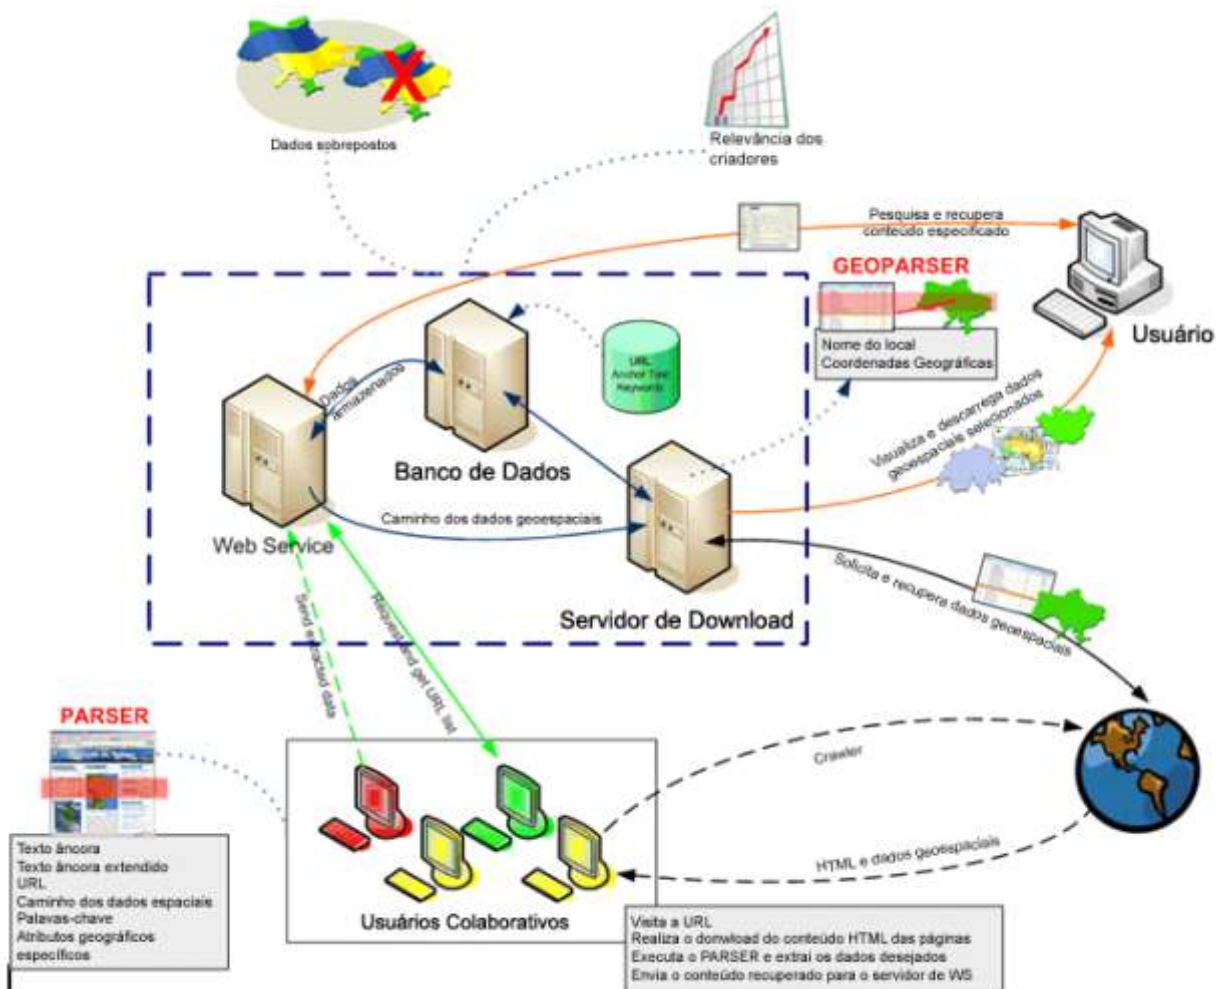 Dados sobrepostos
Relevância dos
criadores
Pesquisa e recupera
conteúdo especificado
GEOPARSER
Nome do local
Coordenadas Geográficas
Usuário
URL
Anchor Text
Keywords
Dados
armazenados
Banco de Dados
Visualiza e descarrega dados
geoespaciais selecionados
Caminho dos dados geoespaciais
Web Service
Servidor de Download
Solicita e recupera dados geoespaciais
Send extracted data
Request and get URL list
PARSER
Texto âncora
Texto âncora extendido
URL
Caminho dos dados espaciais
Palavas-chave
Atributos geográficos
específicos
Crawler
HTML e dados geoespaciais
Usuários Colaborativos
Visita a URL
Realiza o donwload do conteúdo HTML das páginas
Executa o PARSER e extrai os dados desejados
Envia o conteúdo recuperado para o servidor de WS